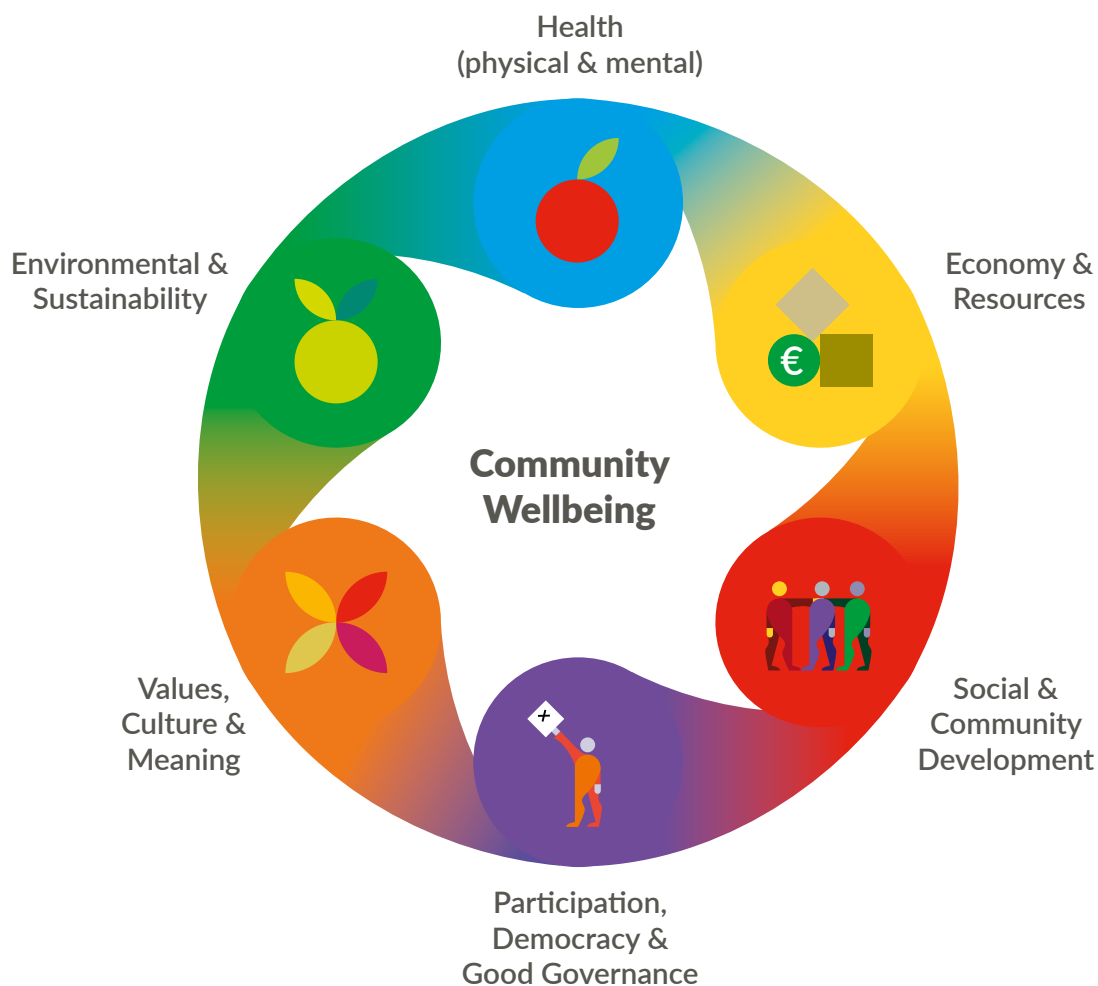 Health
(physical & mental)
Economy &
Resources
€
Social &
Community
Development
Participation,
Democracy &
Good Governance
Values,
Culture &
Meaning
Environmental &
Sustainability
Community
Wellbeing